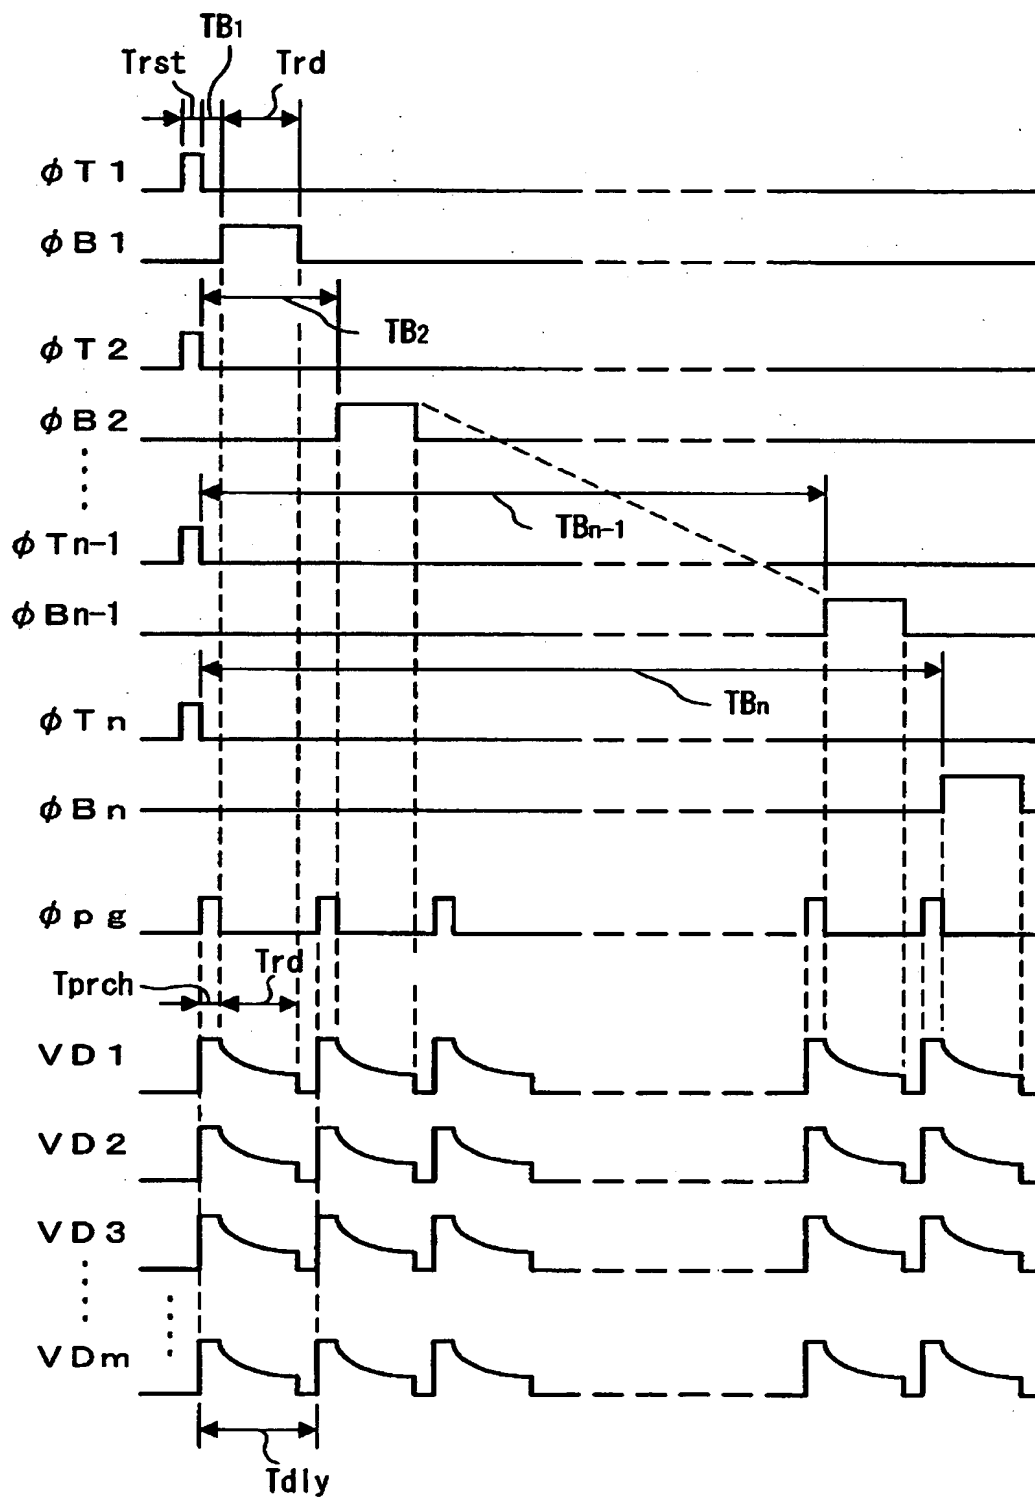 TB1
Trst
Trd
φT1
φB1
TB2
φT2
φB2
TBn-1
φTn-1
φBn-1
TBn
φTn
φBn
φpg
Trd
Tprch
VD1
VD2
VD3
VDm
Tdly